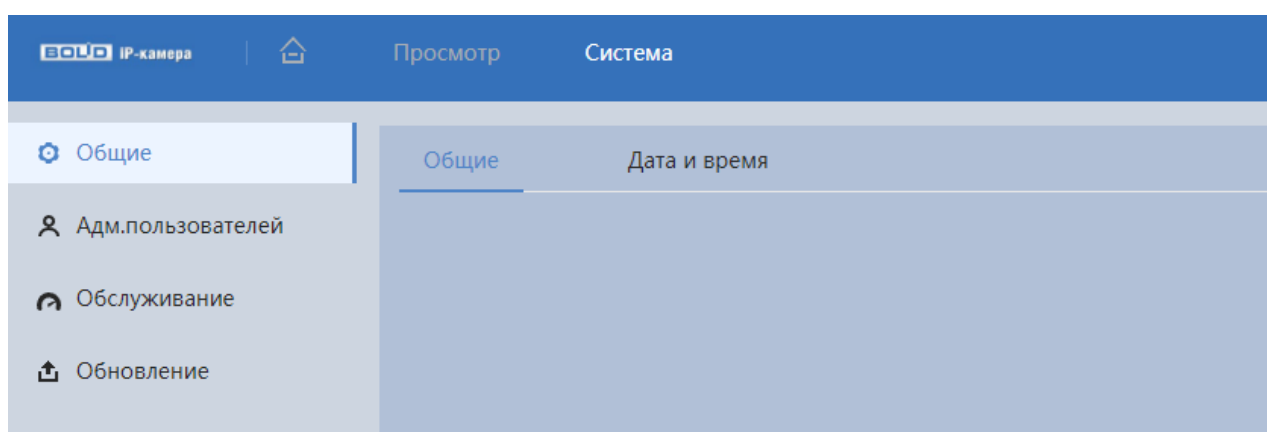 BOLID IP-камера
Просмотр
Система
Общие
Адм.пользователей
Обслуживание
Обновление
Общие
Дата и время